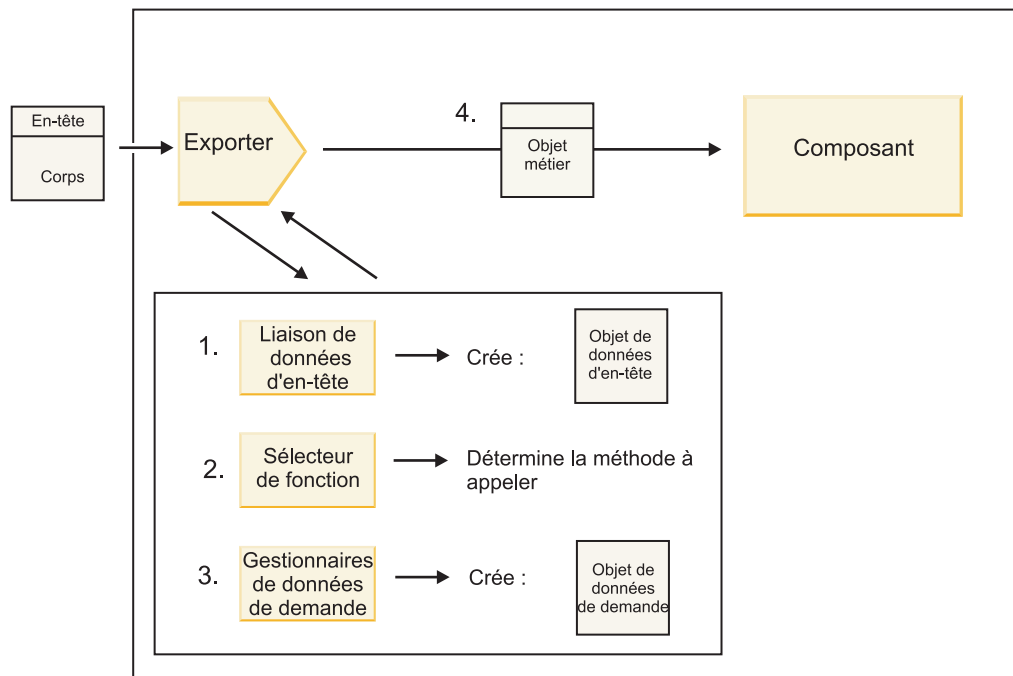 En-tête
Corps
Exporter
4.
Objet
métier
Composant
1.
Liaison de
données
d'en-tête
Crée :
Objet de
données
d'en-tête
2.
Sélecteur
de fonction
Détermine la méthode à
appeler
3.
Gestionnaires
de données
de demande
Crée :
Objet de
données
de demande